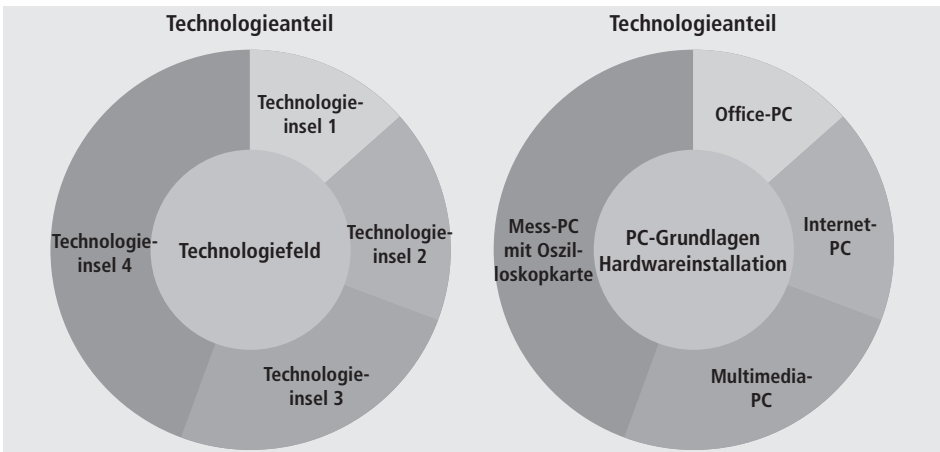 Technologieanteil
Technologie-
insel 1
Technologie-
insel 2
Technologie-
insel 3
Technologie-
insel 4
Technologiefeld
Technologieanteil
Office-PC
Internet-
PC
Multimedia-
PC
Mess-PC
mit Oszil-
loskopkarte
PC-Grundlagen
Hardwareinstallation